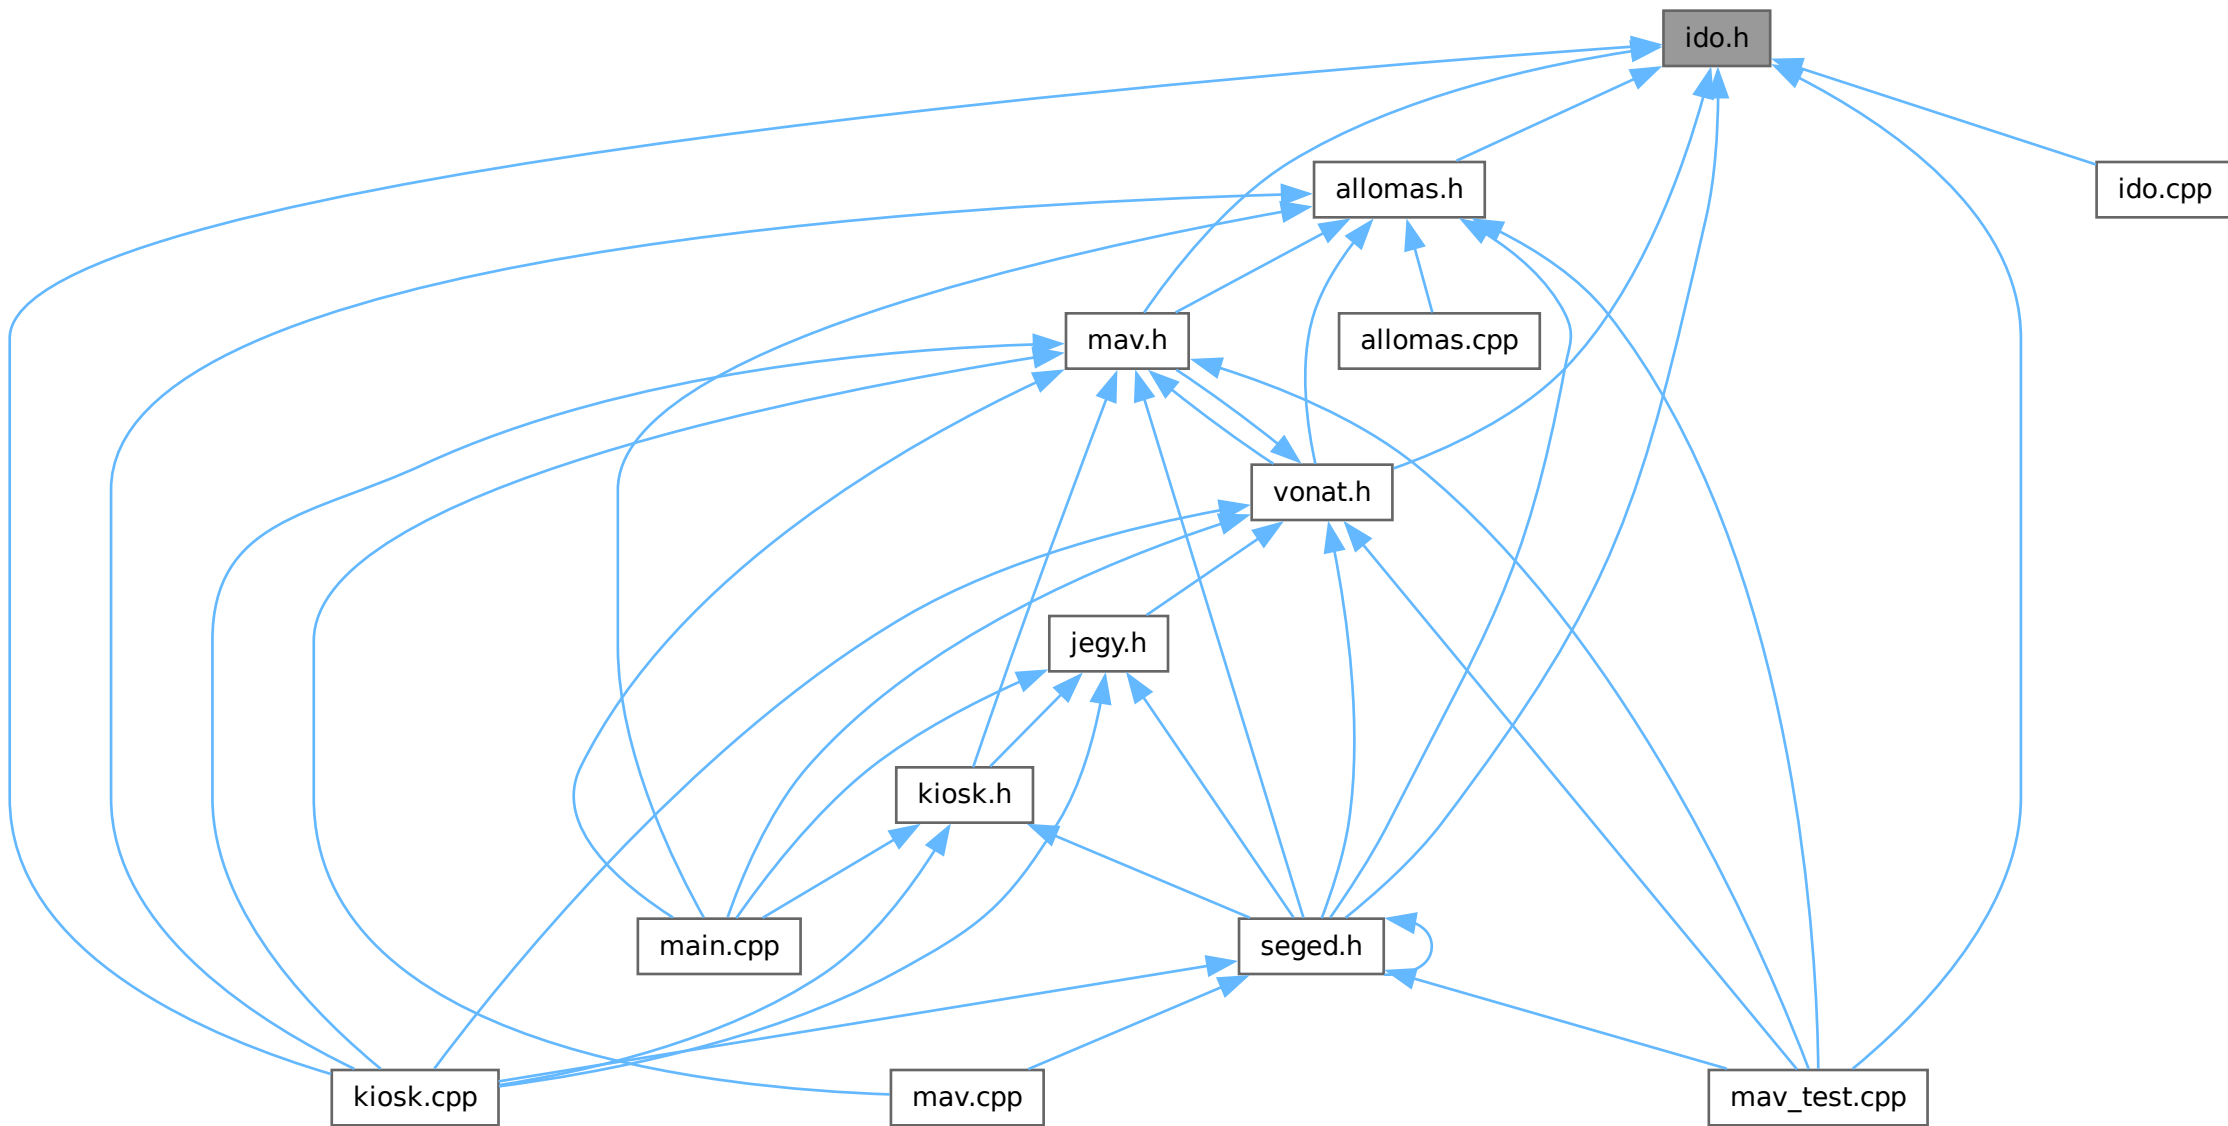 ido.h
allomas.h
ido.cpp
mav.h
allomas.cpp
vonat.h
jegy.h
kiosk.h
main.cpp
seged.h
kiosk.cpp
mav.cpp
mav_test.cpp